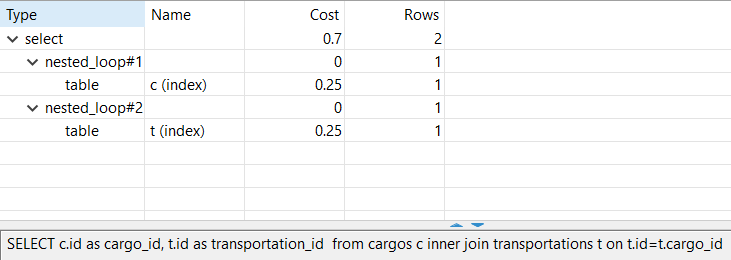 Type Name Cost Rows
select 0.7 2
nested_loop#1 0 1
table c (index) 0.25 1
nested_loop#2 0 1
table t (index) 0.25 1
SELECT c.id as cargo_id, t.id as transportation_id  from cargos c inner join transportations t on t.id=t.cargo_id